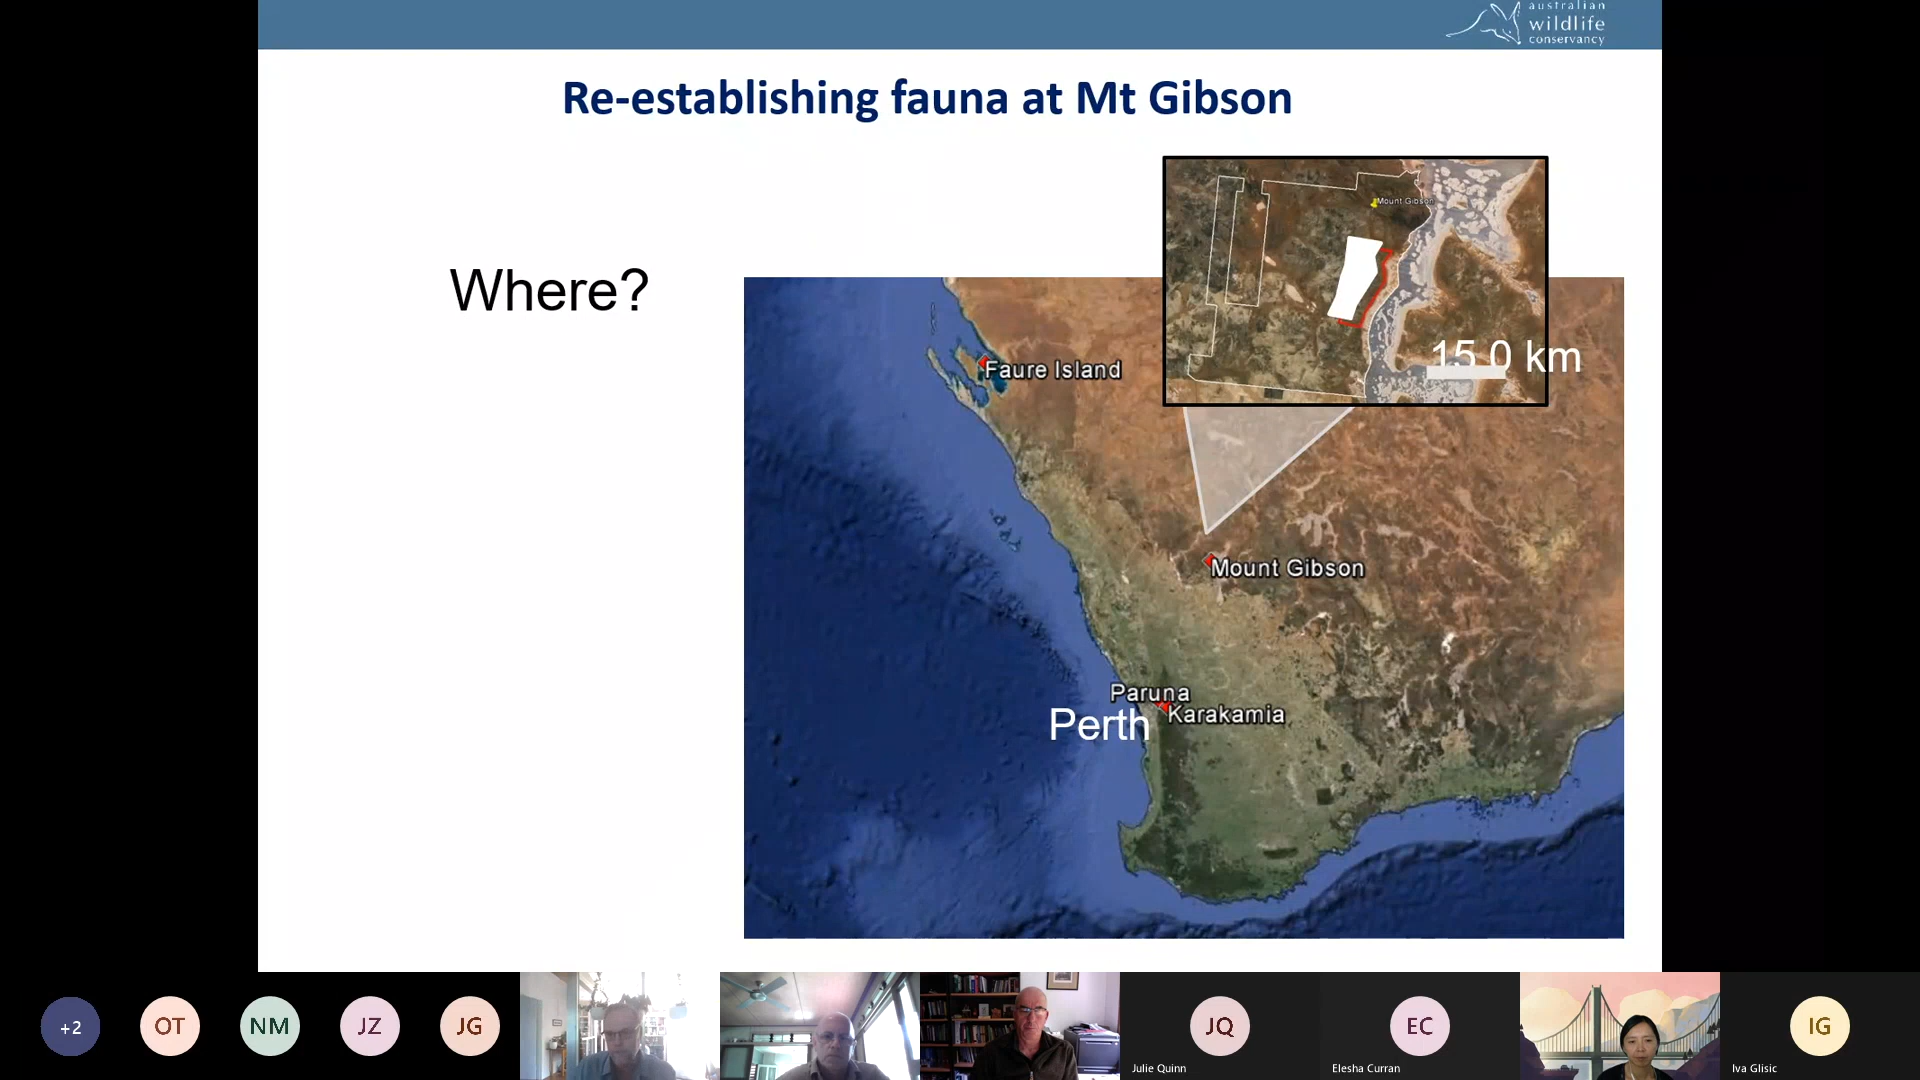 australian
wildlife
conservancy
Re-establishing fauna at Mt Gibson
Where?
Mount Gibson
15.0 km
Faure Island
Mount Gibson
Paruna
Karakamia
Perth
+2
OT
NM
JZ
JG
JQ
Julie Quinn
EC
Elesha Curran
IG
Iva Glisic